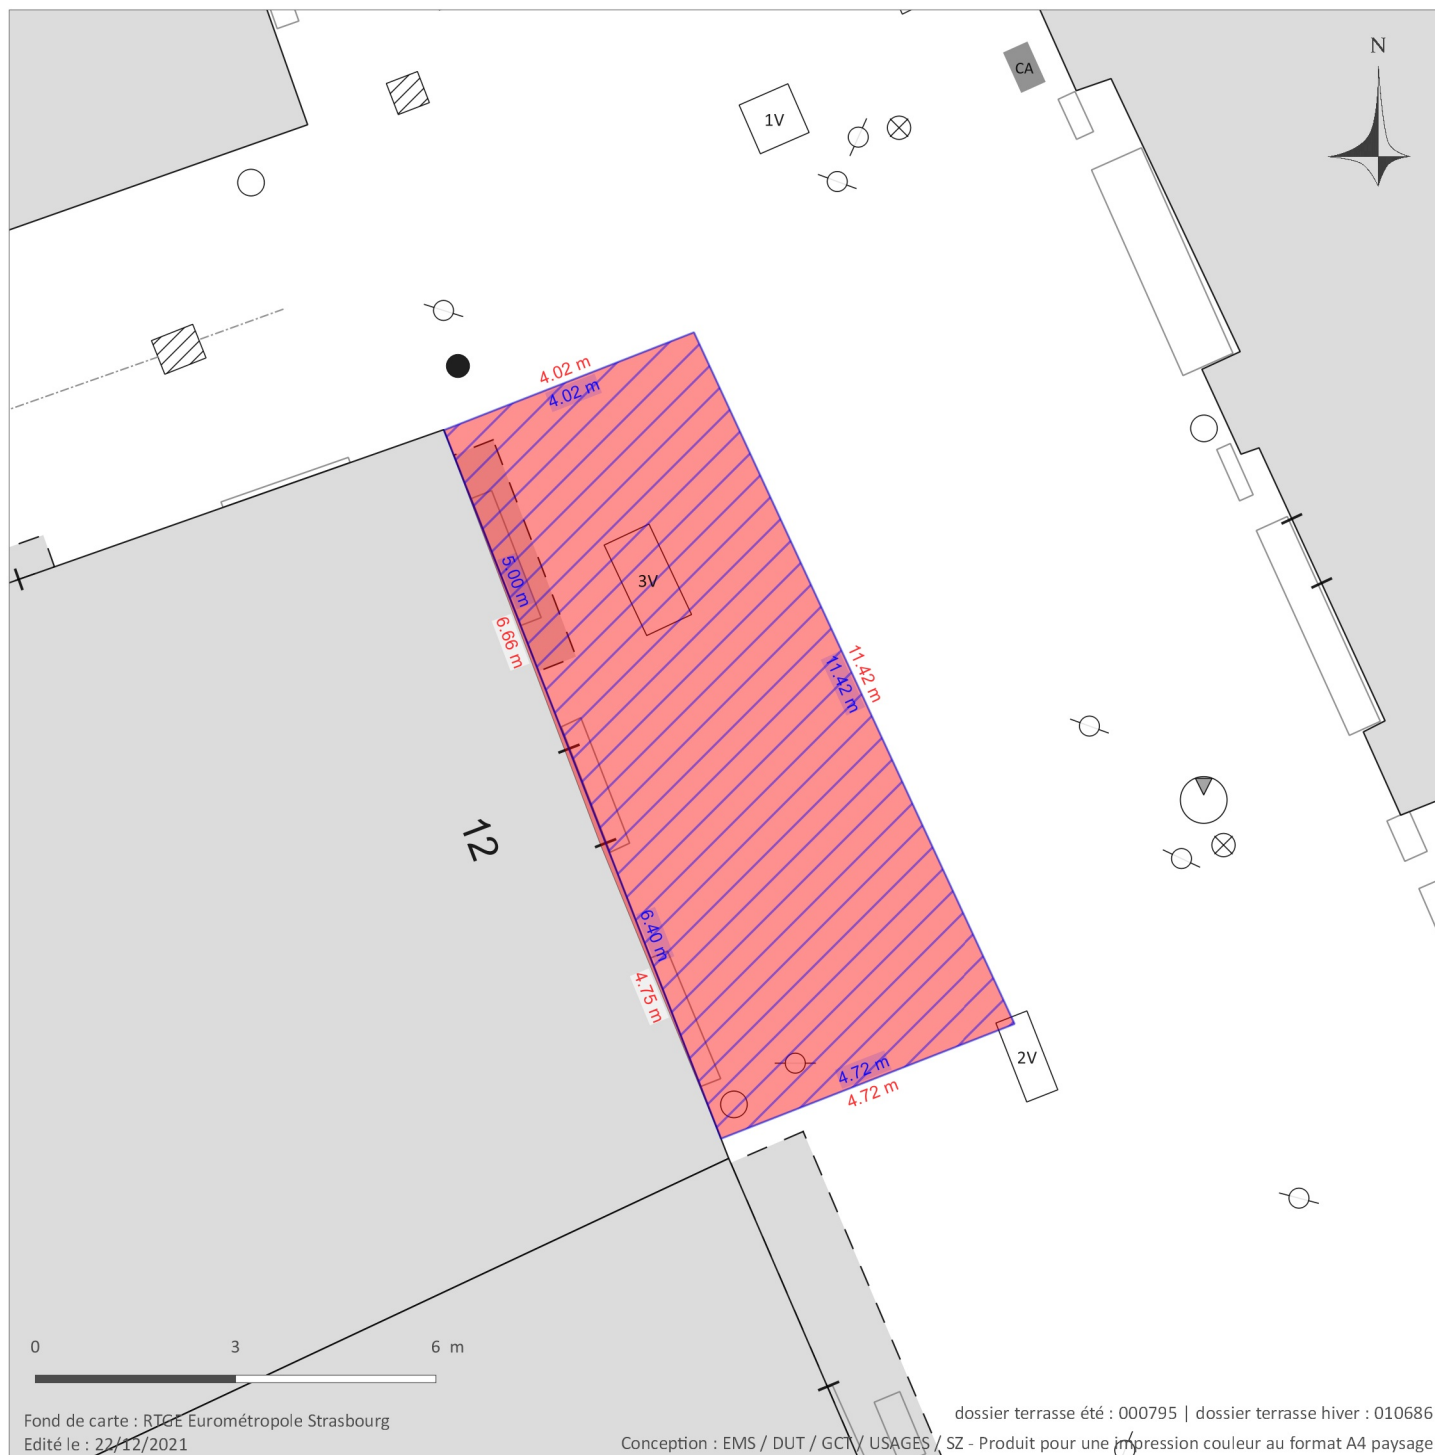 N
CA
1V
4.02 m
4.02 m
5.00 m
3V
6.66 m
11.42 m
11.42 m
12
6.40 m
4.75 m
4.72 m
4.72 m
2V
0 3 6 m
Fond de carte : RTGE Eurométropole Strasbourg
Edité le : 22/12/2021
dossier terrasse été : 000795 | dossier terrasse hiver : 010686
Conception : EMS / DUT / GCT / USAGES / SZ - Produit pour une impression couleur au format A4 paysage